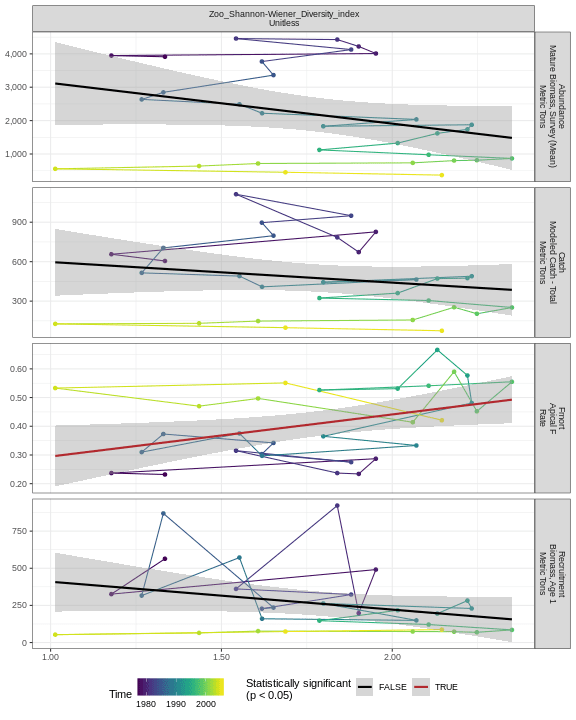 Zoo_Shannon-Wiener_Diversity_index
Unitless
4,000
3,000
2,000
1,000
Abundance
Mature Biomass, Survey (Mean)
Metric Tons
900
600
300
Catch
Modeled Catch - Total
Metric Tons
0.60
0.50
0.40
0.30
0.20
Fmort
Apical F
Rate
750
500
250
0
Recruitment
Biomass, Age 1
Metric Tons
1.00 1.50 2.00
Time
1980 1990 2000
Statistically significant
(p < 0.05)
FALSE TRUE